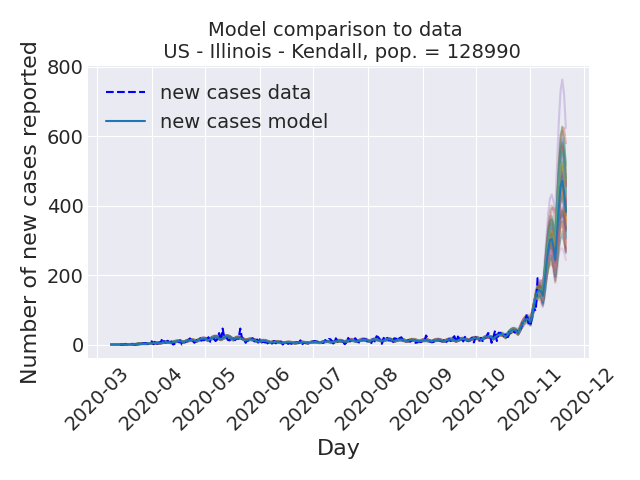 Model comparison to data
US - Illinois - Kendall, pop. = 128990
Number of new cases reported
800
600
400
200
0
new cases data
new cases model
2020-03
2020-04
2020-05
2020-06
2020-07
2020-08
2020-09
2020-10
2020-11
2020-12
Day